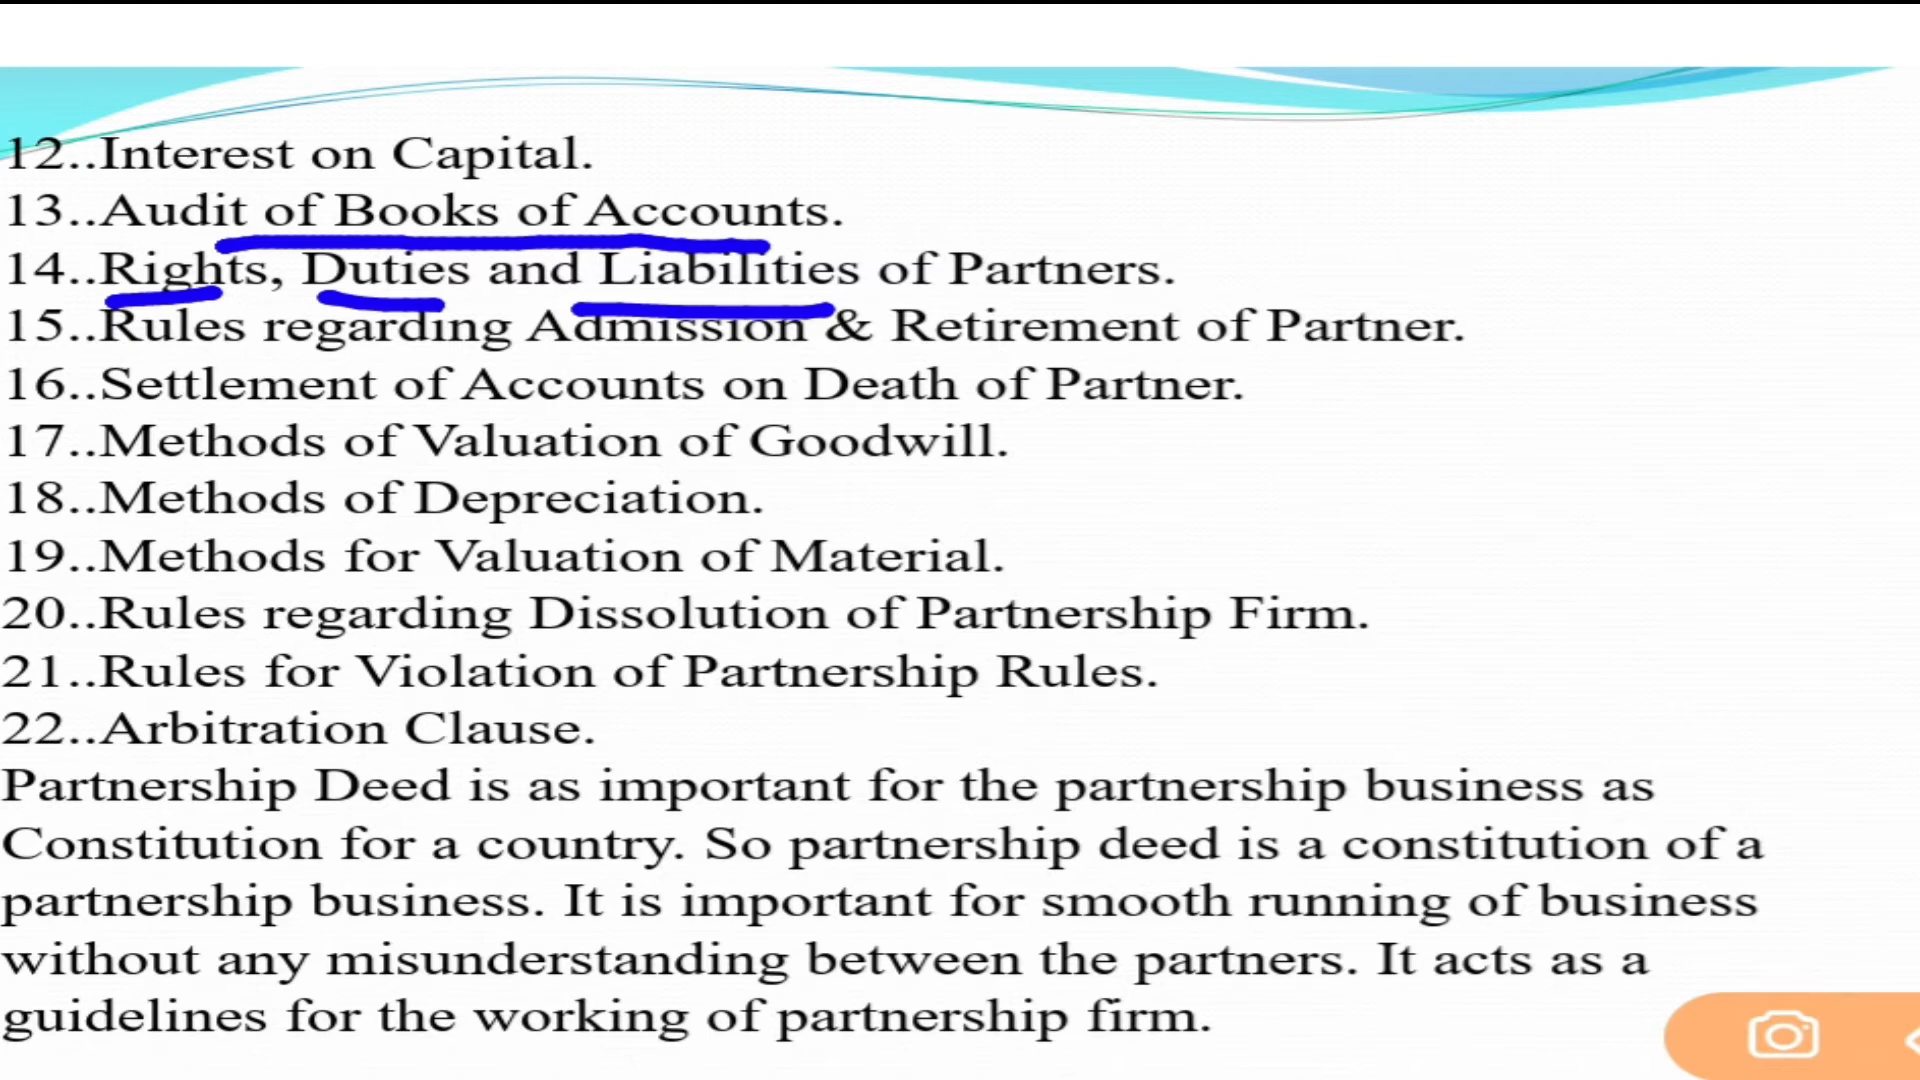 12..Interest on Capital.
13..Audit of Books of Accounts.
14..Rights, Duties and Liabilities of Partners.
15..Rules regarding Admission & Retirement of Partner.
16..Settlement of Accounts on Death of Partner.
17..Methods of Valuation of Goodwill.
18..Methods of Depreciation.
19..Methods for Valuation of Material.
20..Rules regarding Dissolution of Partnership Firm.
21..Rules for Violation of Partnership Rules.
22..Arbitration Clause.
Partnership Deed is as important for the partnership business as
Constitution for a country. So partnership deed is a constitution of a
partnership business. It is important for smooth running of business
without any misunderstanding between the partners. It acts as a
guidelines for the working of partnership firm.